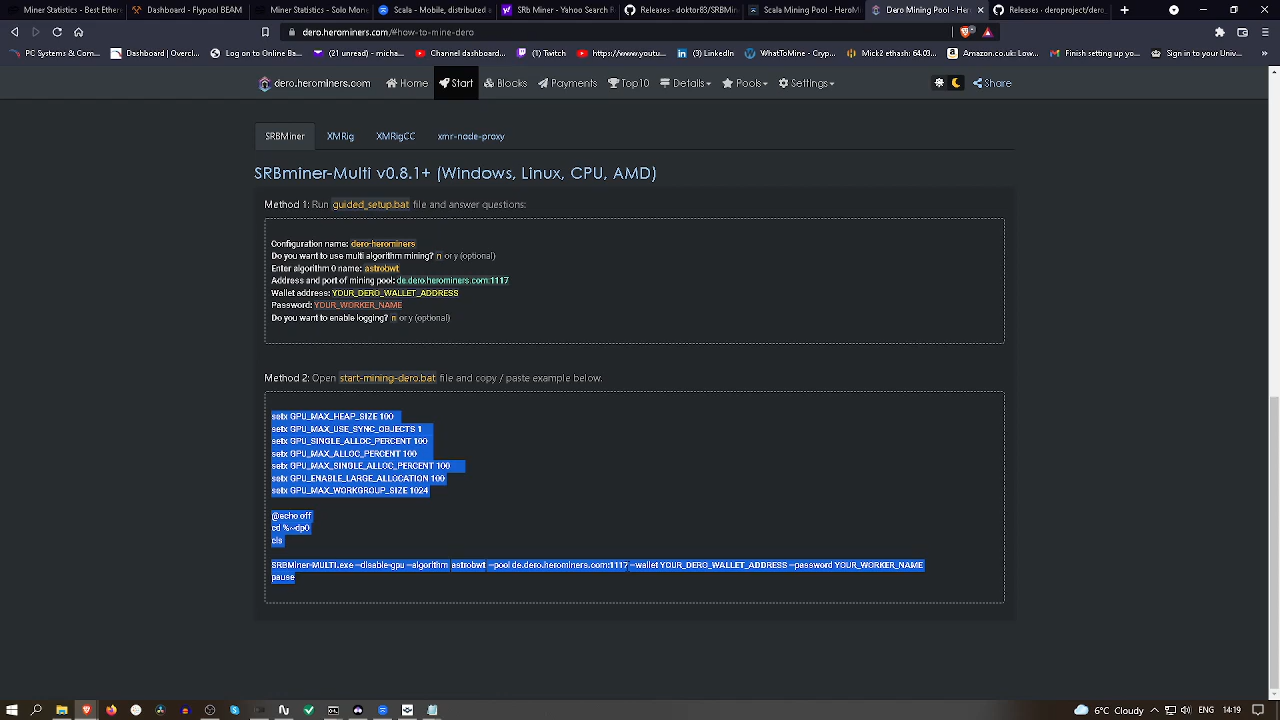 Miner Statistics - Best Ether
Dashboard - Flypool BEAM
Miner Statistics - Solo Mone
Scala - Mobile, distributed a
SRb Miner - Yahoo Search R
Releases · doktor83/SRBMin
Scala Mining Pool - HeroM
Dero Mining Pool - Her
Releases · deroproject/dero_
dero.herominers.com/#how-to-mine-dero
PC Systems & Com...
Dashboard | Overcl...
Log on to Online Ba...
(21 unread) - micha...
Channel dashboard...
(2) Twitch
https://www.youtu...
(3) LinkedIn
WhatToMine
Mick2 ethash: 64.03...
Amazon.co.uk: Low...
Finish setting up yo...
Sign in to your Univ...
dero.herominers.com
Home
Start
Blocks
Payments
Top10
Details
Pools
Settings
Share
SRBMiner
XMRig
XMRigCC
xmr-node-proxy
SRBminer-Multi v0.8.1+ (Windows, Linux, CPU, AMD)
Method 1: Run guided_setup.bat file and answer questions:
Configuration name: dero-herominers
Do you want to use multi algorithm mining? n or y (optional)
Enter algorithm 0 name: astrobwt
Address and port of mining pool: de.dero.herominers.com:1117
Wallet address: YOUR_DERO_WALLET_ADDRESS
Password: YOUR_WORKER_NAME
Do you want to enable logging? n or y (optional)
Method 2: Open start-mining-dero.bat file and copy / paste example below.
setx GPU_MAX_HEAP_SIZE 100
setx GPU_MAX_USE_SYNC_OBJECTS 1
setx GPU_SINGLE_ALLOC_PERCENT 100
setx GPU_MAX_ALLOC_PERCENT 100
setx GPU_MAX_SINGLE_ALLOC_PERCENT 100
setx GPU_ENABLE_LARGE_ALLOCATION 100
setx GPU_MAX_WORKGROUP_SIZE 1024
@echo off
cd %~dp0
cls
SRBMiner-MULTI.exe --disable-gpu --algorithm astrobwt --pool de.dero.herominers.com:1117 --wallet YOUR_DERO_WALLET_ADDRESS --password YOUR_WORKER_NAME
pause
6°C Cloudy
ENG
14:19